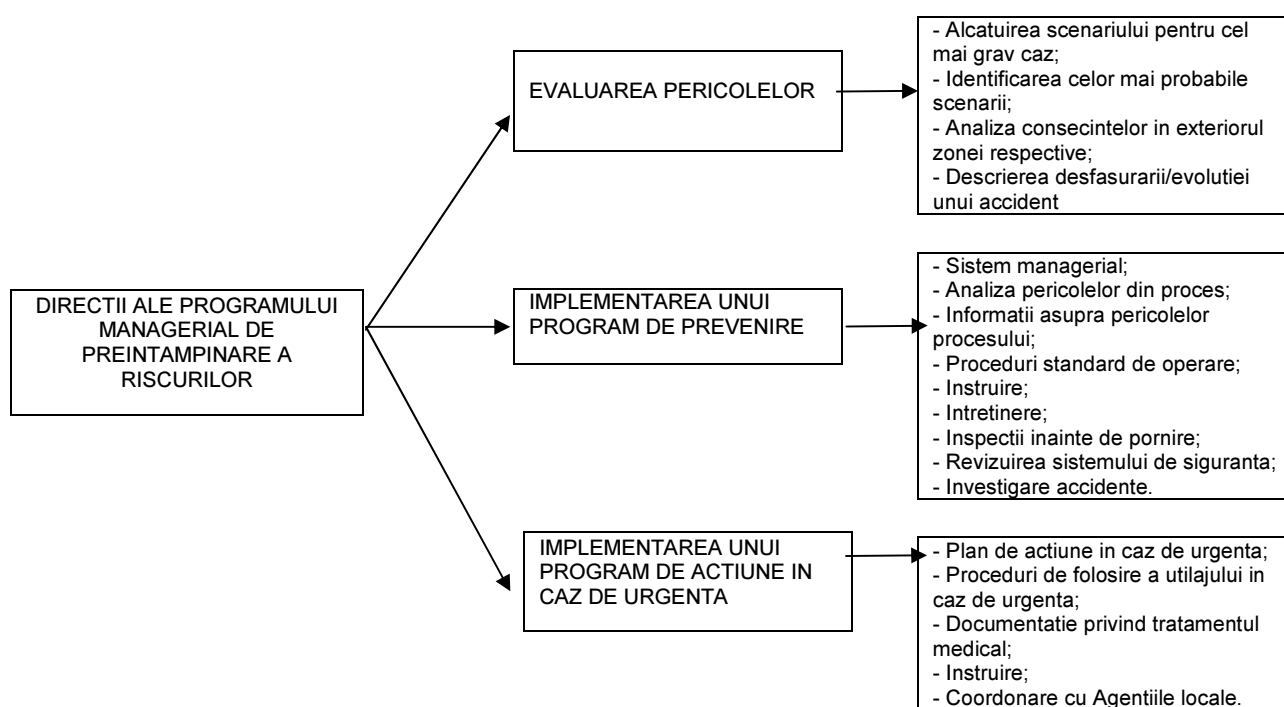 DIRECTII ALE PROGRAMULUI
MANAGERIAL DE
PREINTAMPINARE A
RISCURILOR
EVALUAREA PERICOLELOR
- Alcatuirea scenariului pentru cel
mai grav caz;
- Identificarea celor mai probabile
scenarii;
- Analiza consecintelor in exteriorul
zonei respective;
- Descrierea desfasurarii/evolutiei
unui accident
IMPLEMENTAREA UNUI
PROGRAM DE PREVENIRE
- Sistem managerial;
- Analiza pericolelor din proces;
- Informatii asupra pericolelor
procesului;
- Proceduri standard de operare;
- Instruire;
- Intretinere;
- Inspectii inainte de pornire;
- Revizuirea sistemului de siguranta;
- Investigare accidente.
IMPLEMENTAREA UNUI
PROGRAM DE ACTIUNE IN
CAZ DE URGENTA
- Plan de actiune in caz de urgenta;
- Proceduri de folosire a utilajului in
caz de urgenta;
- Documentatie privind tratamentul
medical;
- Instruire;
- Coordonare cu Agentiile locale.